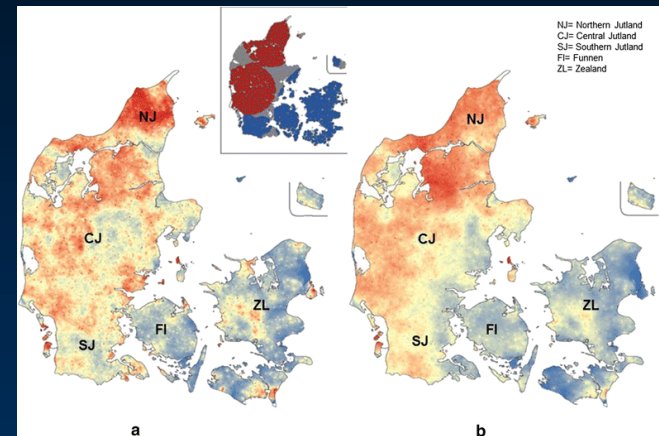 NJ= Northern Jutland
CJ= Central Jutland
SJ= Southern Jutland
FI= Funnen
ZL= Zealand
NJ
CJ
SJ
FI
ZL
a
NJ
CJ
SJ
FI
ZL
b